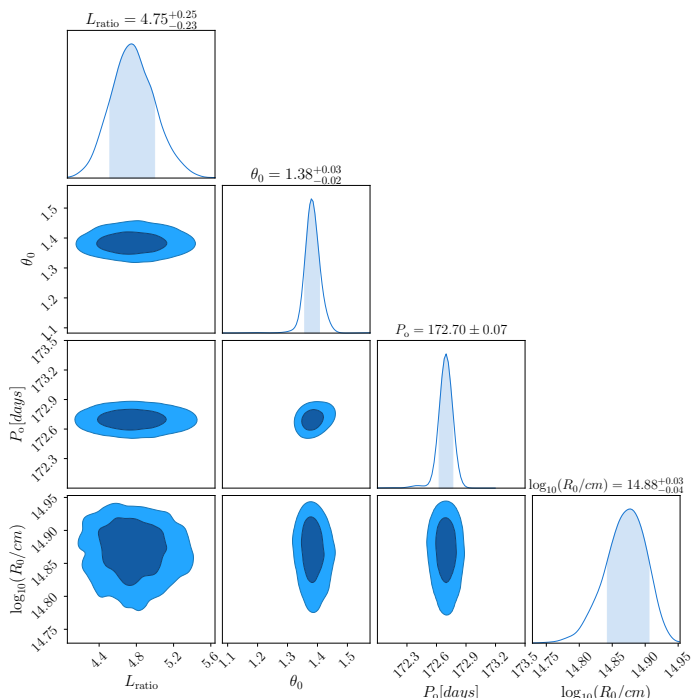 L_ratio = 4.75^{+0.25}_{-0.23}
θ_0 = 1.38^{+0.03}_{-0.02}
1.5
1.4
1.3
1.2
1.1
θ_0
P_o = 172.70 ± 0.07
173.5
173.2
172.9
172.6
172.3
P_o[days]
log_10(R_0/cm) = 14.88^{+0.03}_{-0.04}
14.95
14.90
14.85
14.80
14.75
log_10(R_0/cm)
4.4 4.8 5.2 5.6
L_ratio
1.1 1.2 1.3 1.4 1.5
θ_0
172.3 172.6 172.9 173.2 173.5
P_o[days]
14.75 14.80 14.85 14.90 14.95
log_10(R_0/cm)